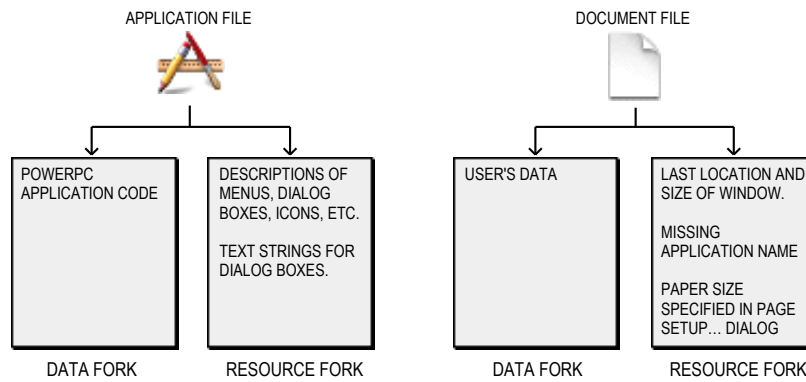 APPLICATION FILE
POWERPC
APPLICATION CODE
DATA FORK
DESCRIPTIONS OF
MENUS, DIALOG
BOXES, ICONS, ETC.
TEXT STRINGS FOR
DIALOG BOXES.
RESOURCE FORK
DOCUMENT FILE
USER'S DATA
DATA FORK
LAST LOCATION AND
SIZE OF WINDOW.
MISSING
APPLICATION NAME
PAPER SIZE
SPECIFIED IN PAGE
SETUP... DIALOG
RESOURCE FORK